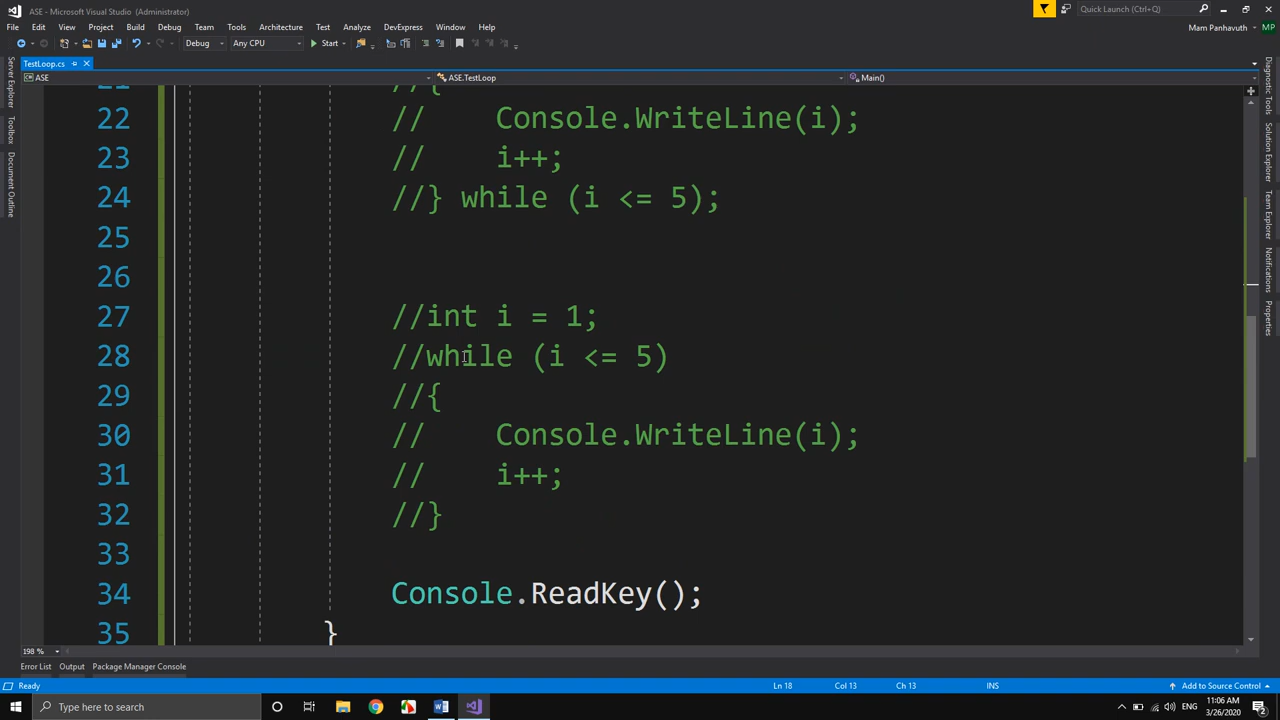 ASE - Microsoft Visual Studio (Administrator)
Quick Launch (Ctrl+Q)
File Edit View Project Build Debug Team Tools Architecture Test Analyze DevExpress Window Help
Mam Panhavuth MP
Debug Any CPU Start
TestLoop.cs
ASE ASE.TestLoop Main()
Server Explorer
Toolbox
Document Outline
21 //{
22 // Console.WriteLine(i);
23 // i++;
24 //} while (i <= 5);
25
26
27 //int i = 1;
28 //while (i <= 5)
29 //{
30 // Console.WriteLine(i);
31 // i++;
32 //}
33
34 Console.ReadKey();
35 }
Diagnostic Tools
Solution Explorer
Team Explorer
Notifications
Properties
198 %
Error List Output Package Manager Console
Ready Ln 18 Col 13 Ch 13 INS Add to Source Control
Type here to search
11:06 AM
3/26/2020
2